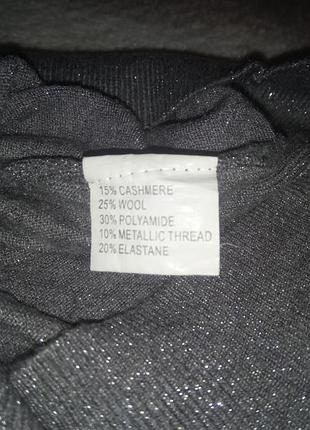 15% CASHMERE
25% WOOL
30% POLYAMIDE
10% METALLIC THREAD
20% ELASTANE